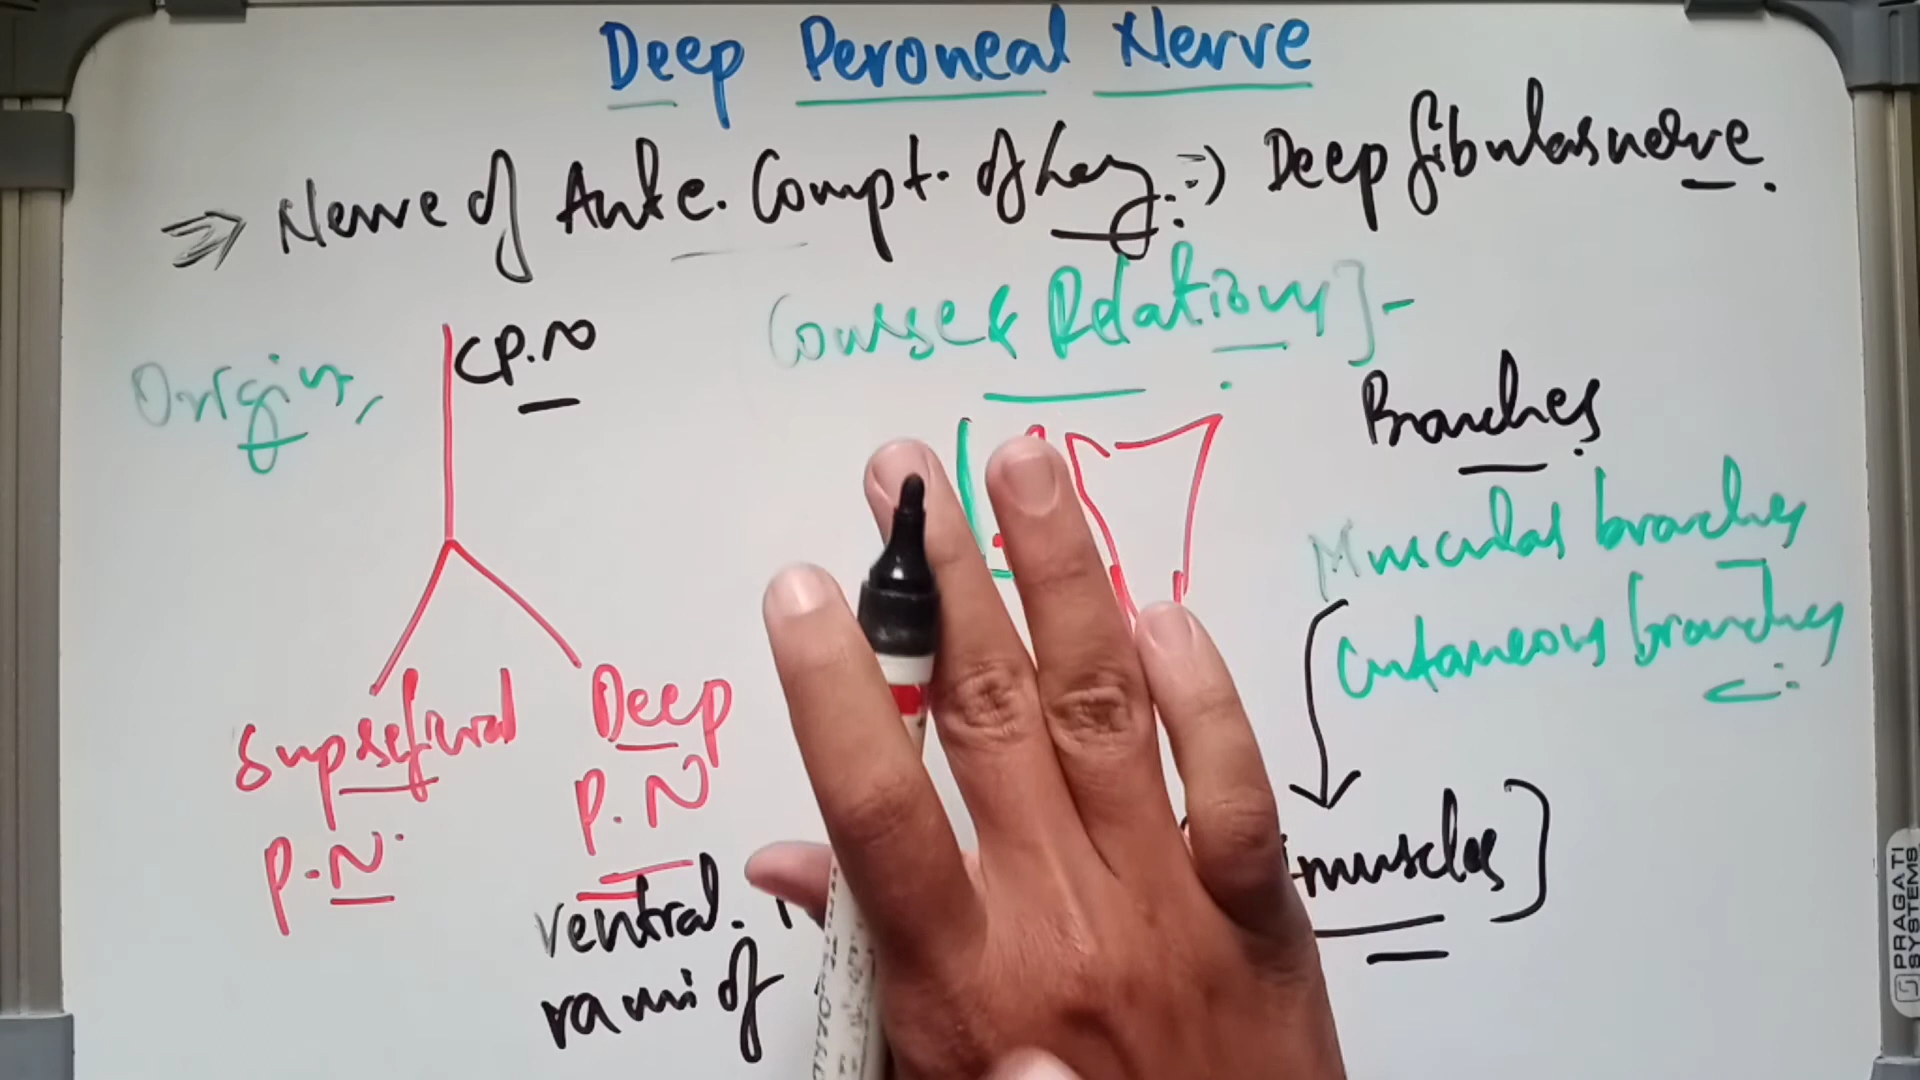 Deep Peroneal Nerve
⇒ Nerve of Ante. Compt. of Leg. :-) Deep fibular nerve.
Course & Relations] -
Origin,
CP.N
Branches
Muscular branches
Cutaneous branches
Superficial
P.N.
Deep
P.N
ventral.
rami of
muscles]
PRAGATI
SYSTEMS